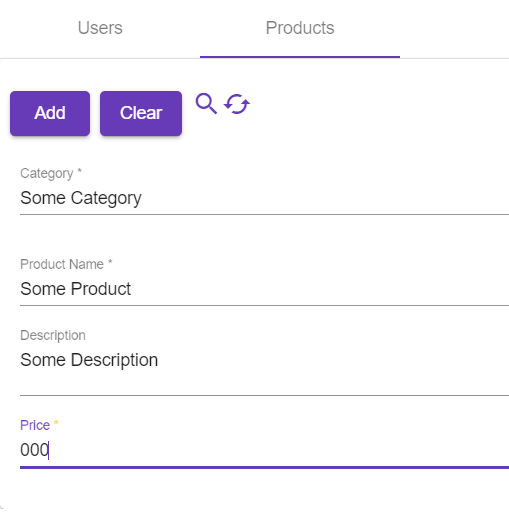 Users Products
Add Clear
Category *
Some Category
Product Name *
Some Product
Description
Some Description
Price *
000